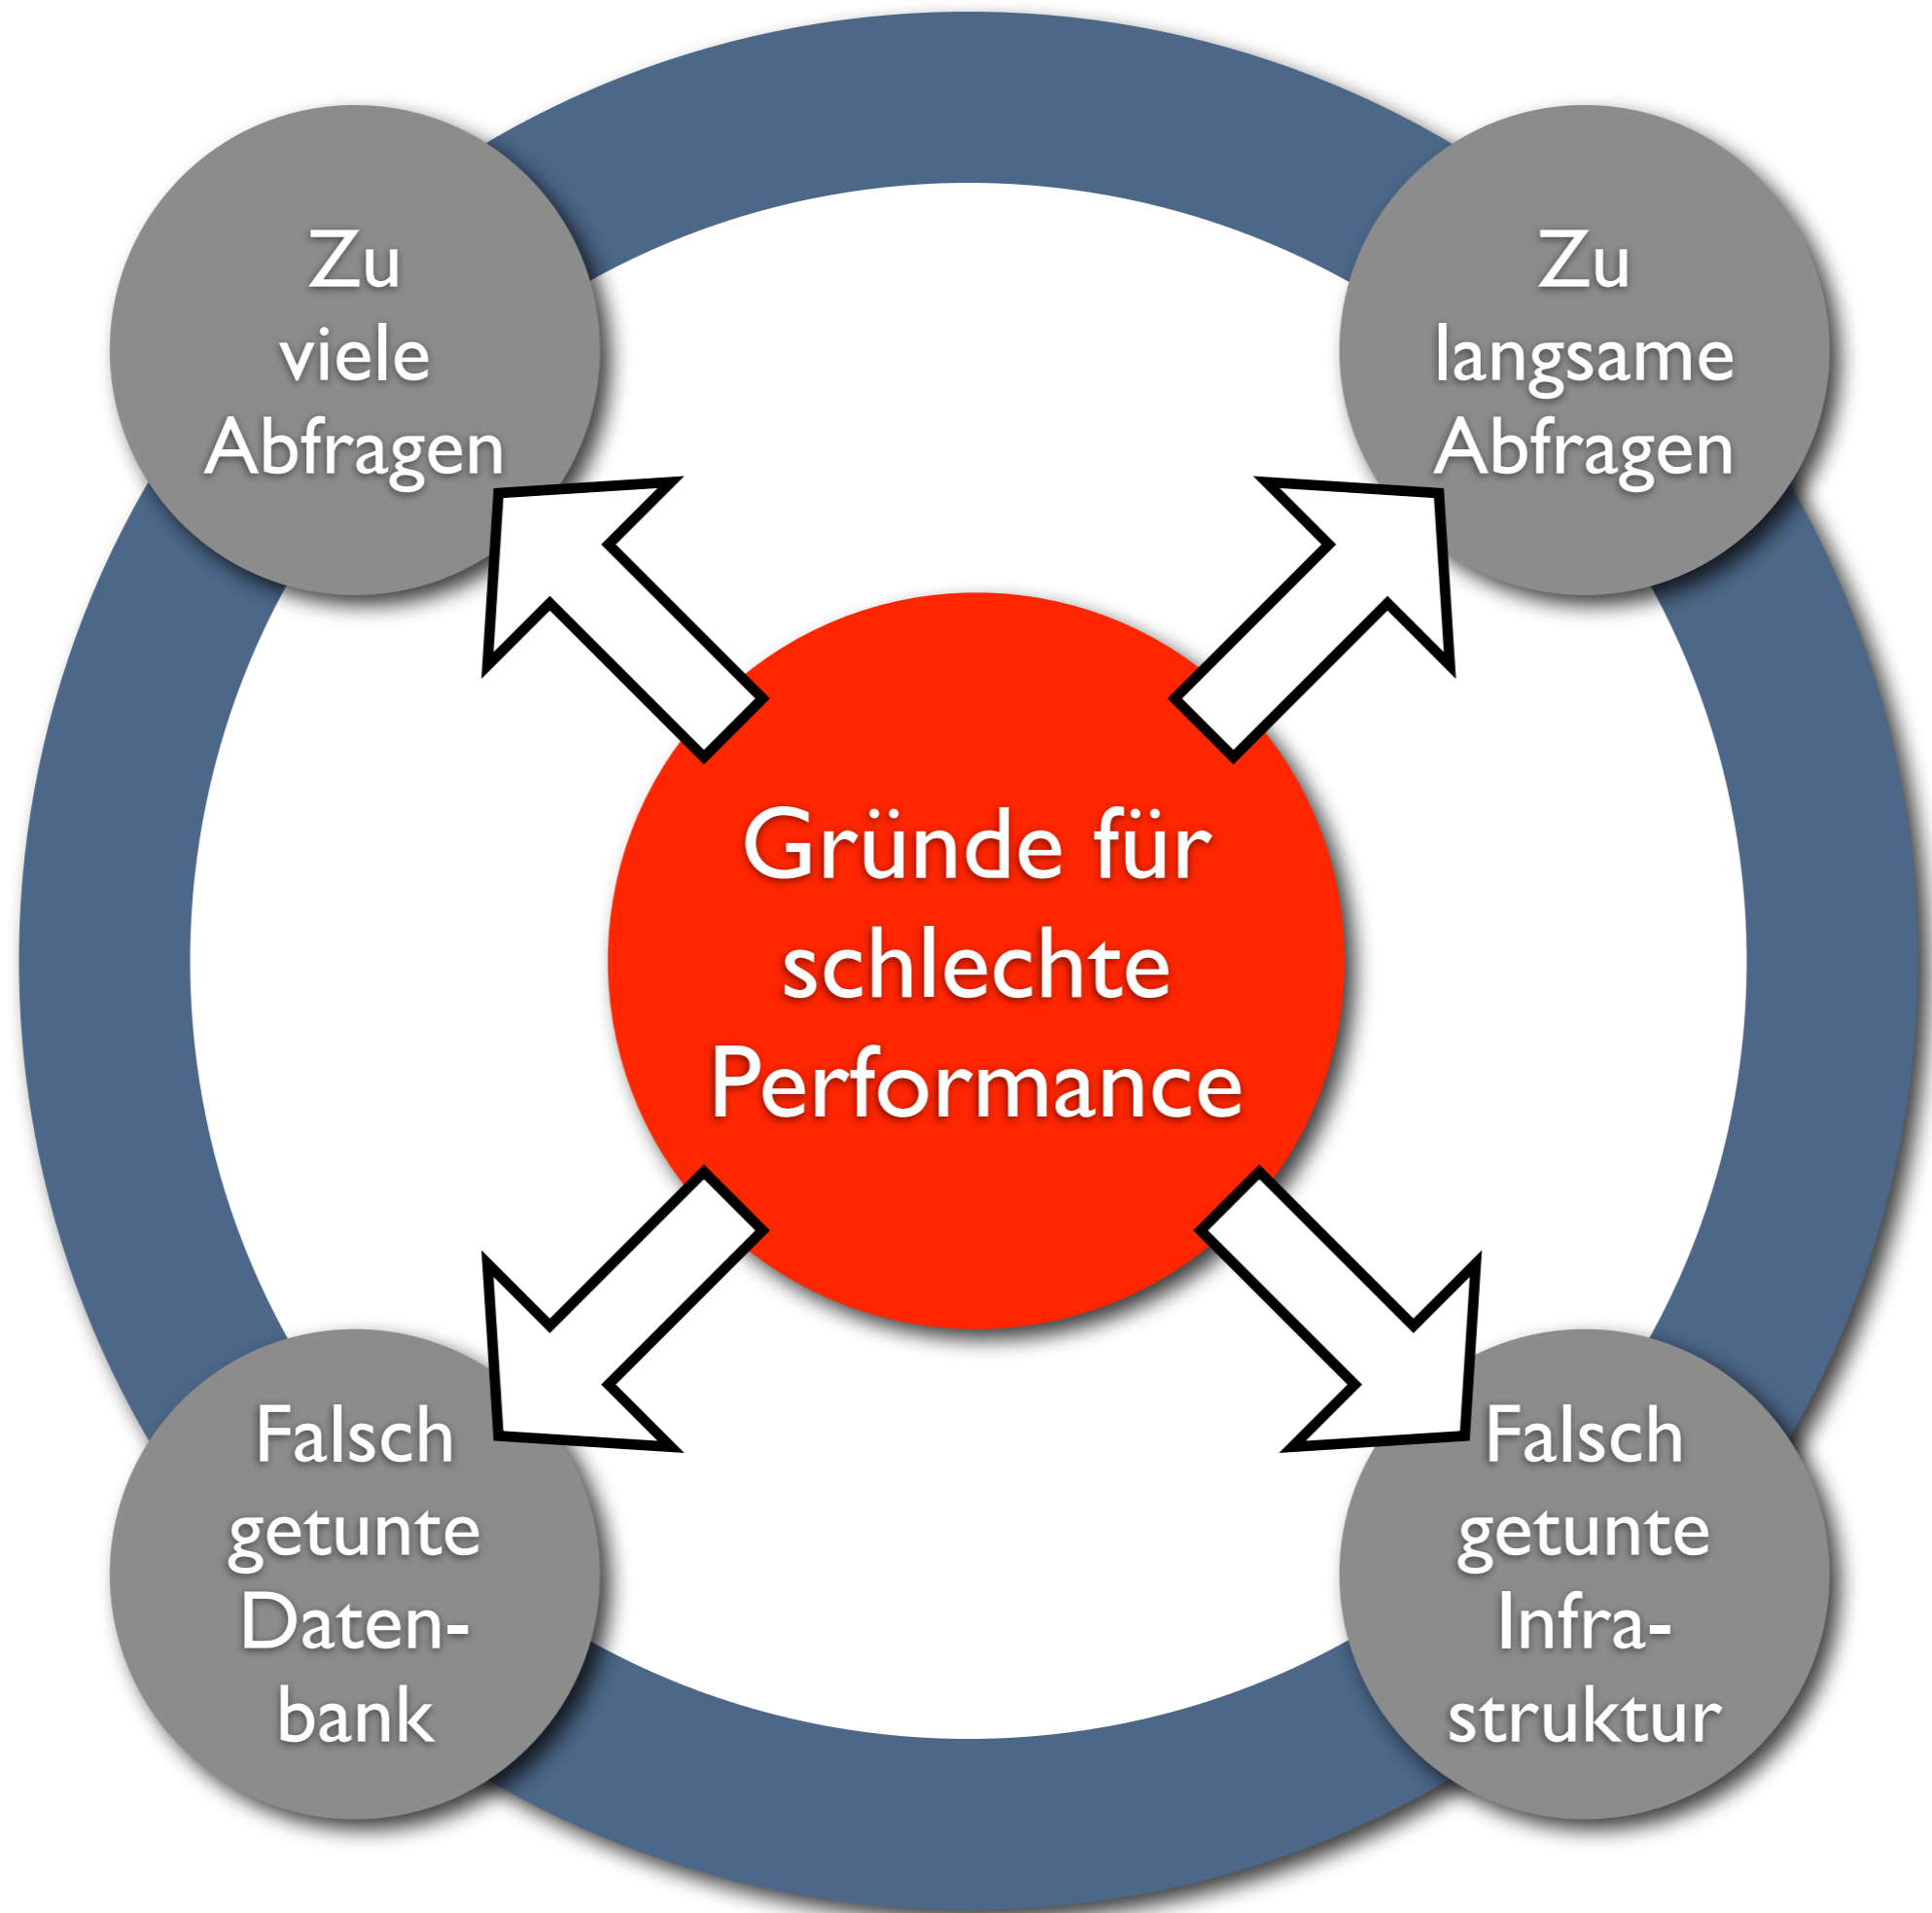 Zu
viele
Abfragen
Zu
langsame
Abfragen
Gründe für
schlechte
Performance
Falsch
getunte
Daten-
bank
Falsch
getunte
Infra-
struktur